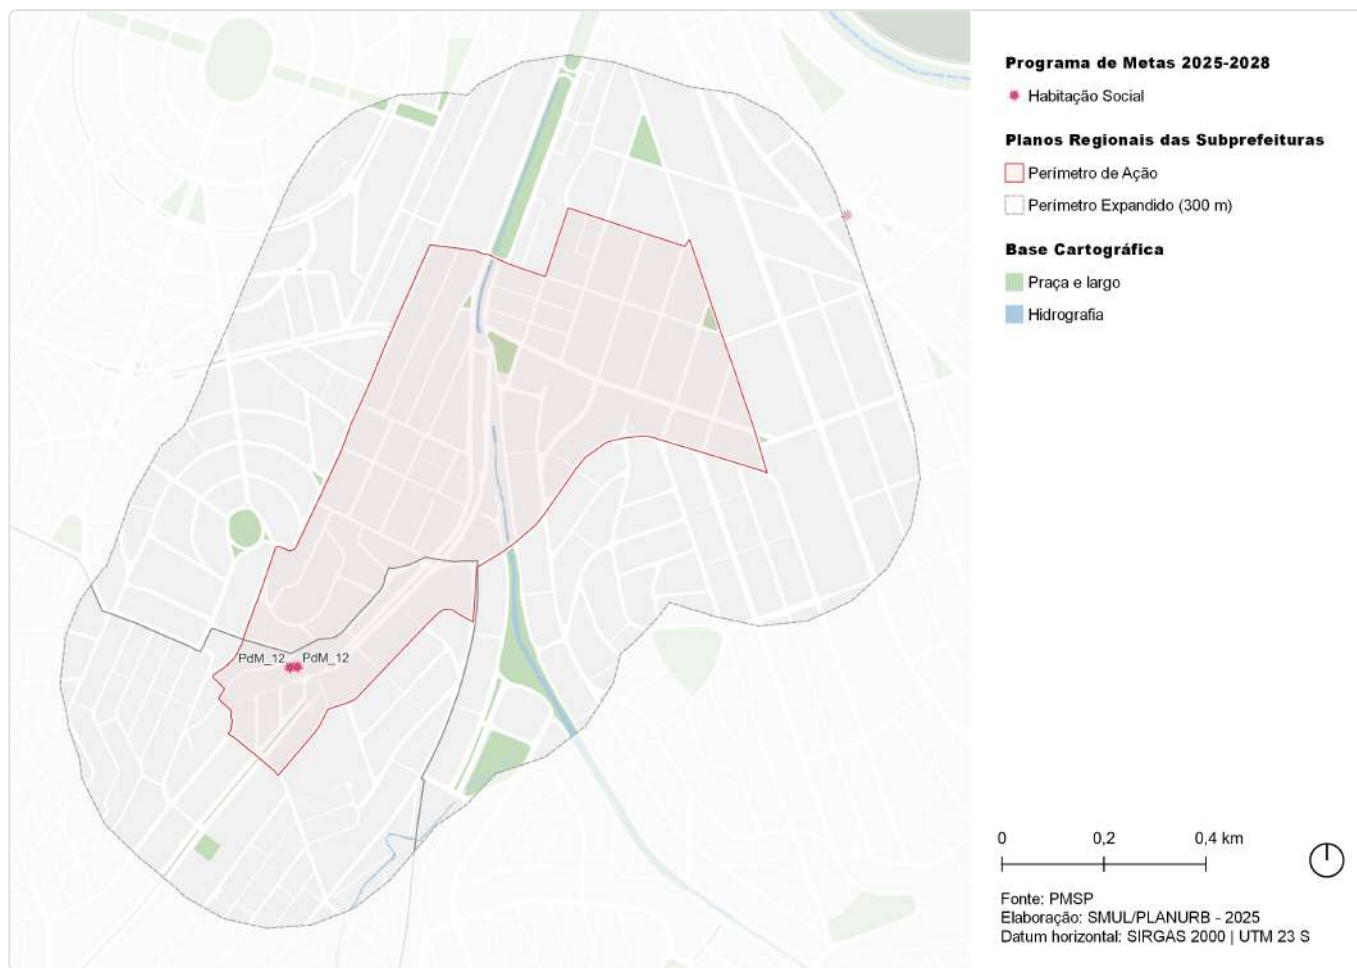 Programa de Metas 2025-2028
Habitação Social
Planos Regionais das Subprefeituras
Perímetro de Ação
Perímetro Expandido (300 m)
Base Cartográfica
Praça e largo
Hidrografia
PdM_12 PdM_12
0 0,2 0,4 km
Fonte: PMSP
Elaboração: SMUL/PLANURB - 2025
Datum horizontal: SIRGAS 2000 | UTM 23 S